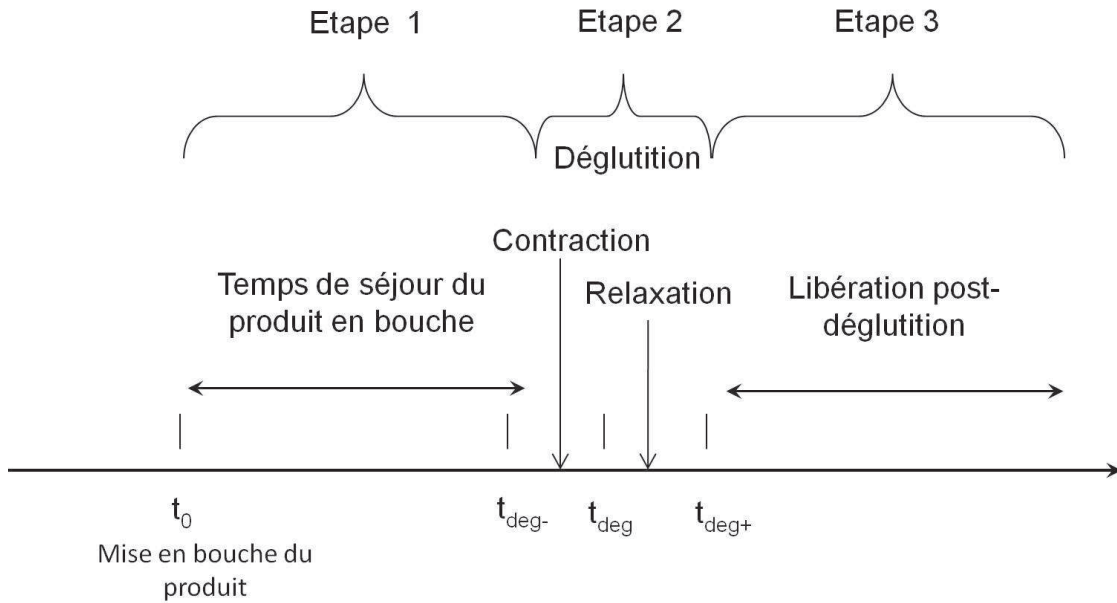 Etape 1
Etape 2
Etape 3
Déglutition
Contraction
Temps de séjour du
produit en bouche
Relaxation
Libération post-
déglutition
t0
tdeg-
tdeg
tdeg+
Mise en bouche du
produit